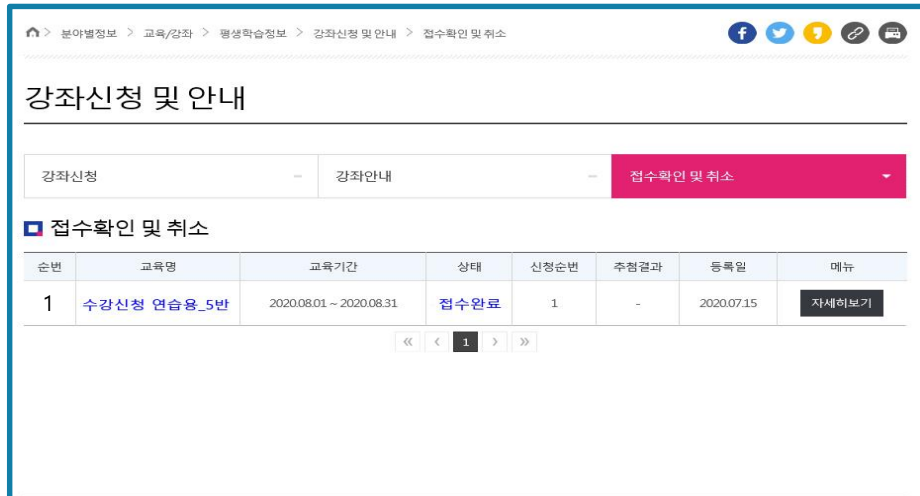 > 분야별정보 > 교육/강좌 > 평생학습정보 > 강좌신청 및 안내 > 접수확인 및 취소
강좌신청 및 안내
강좌신청 강좌안내 접수확인 및 취소
접수확인 및 취소
순번 교육명 교육기간 상태 신청순번 추첨결과 등록일 메뉴
1 수강신청 연습용_5반 2020.08.01 ~ 2020.08.31 접수완료 1 - 2020.07.15 자세히보기
« ‹ 1 › »